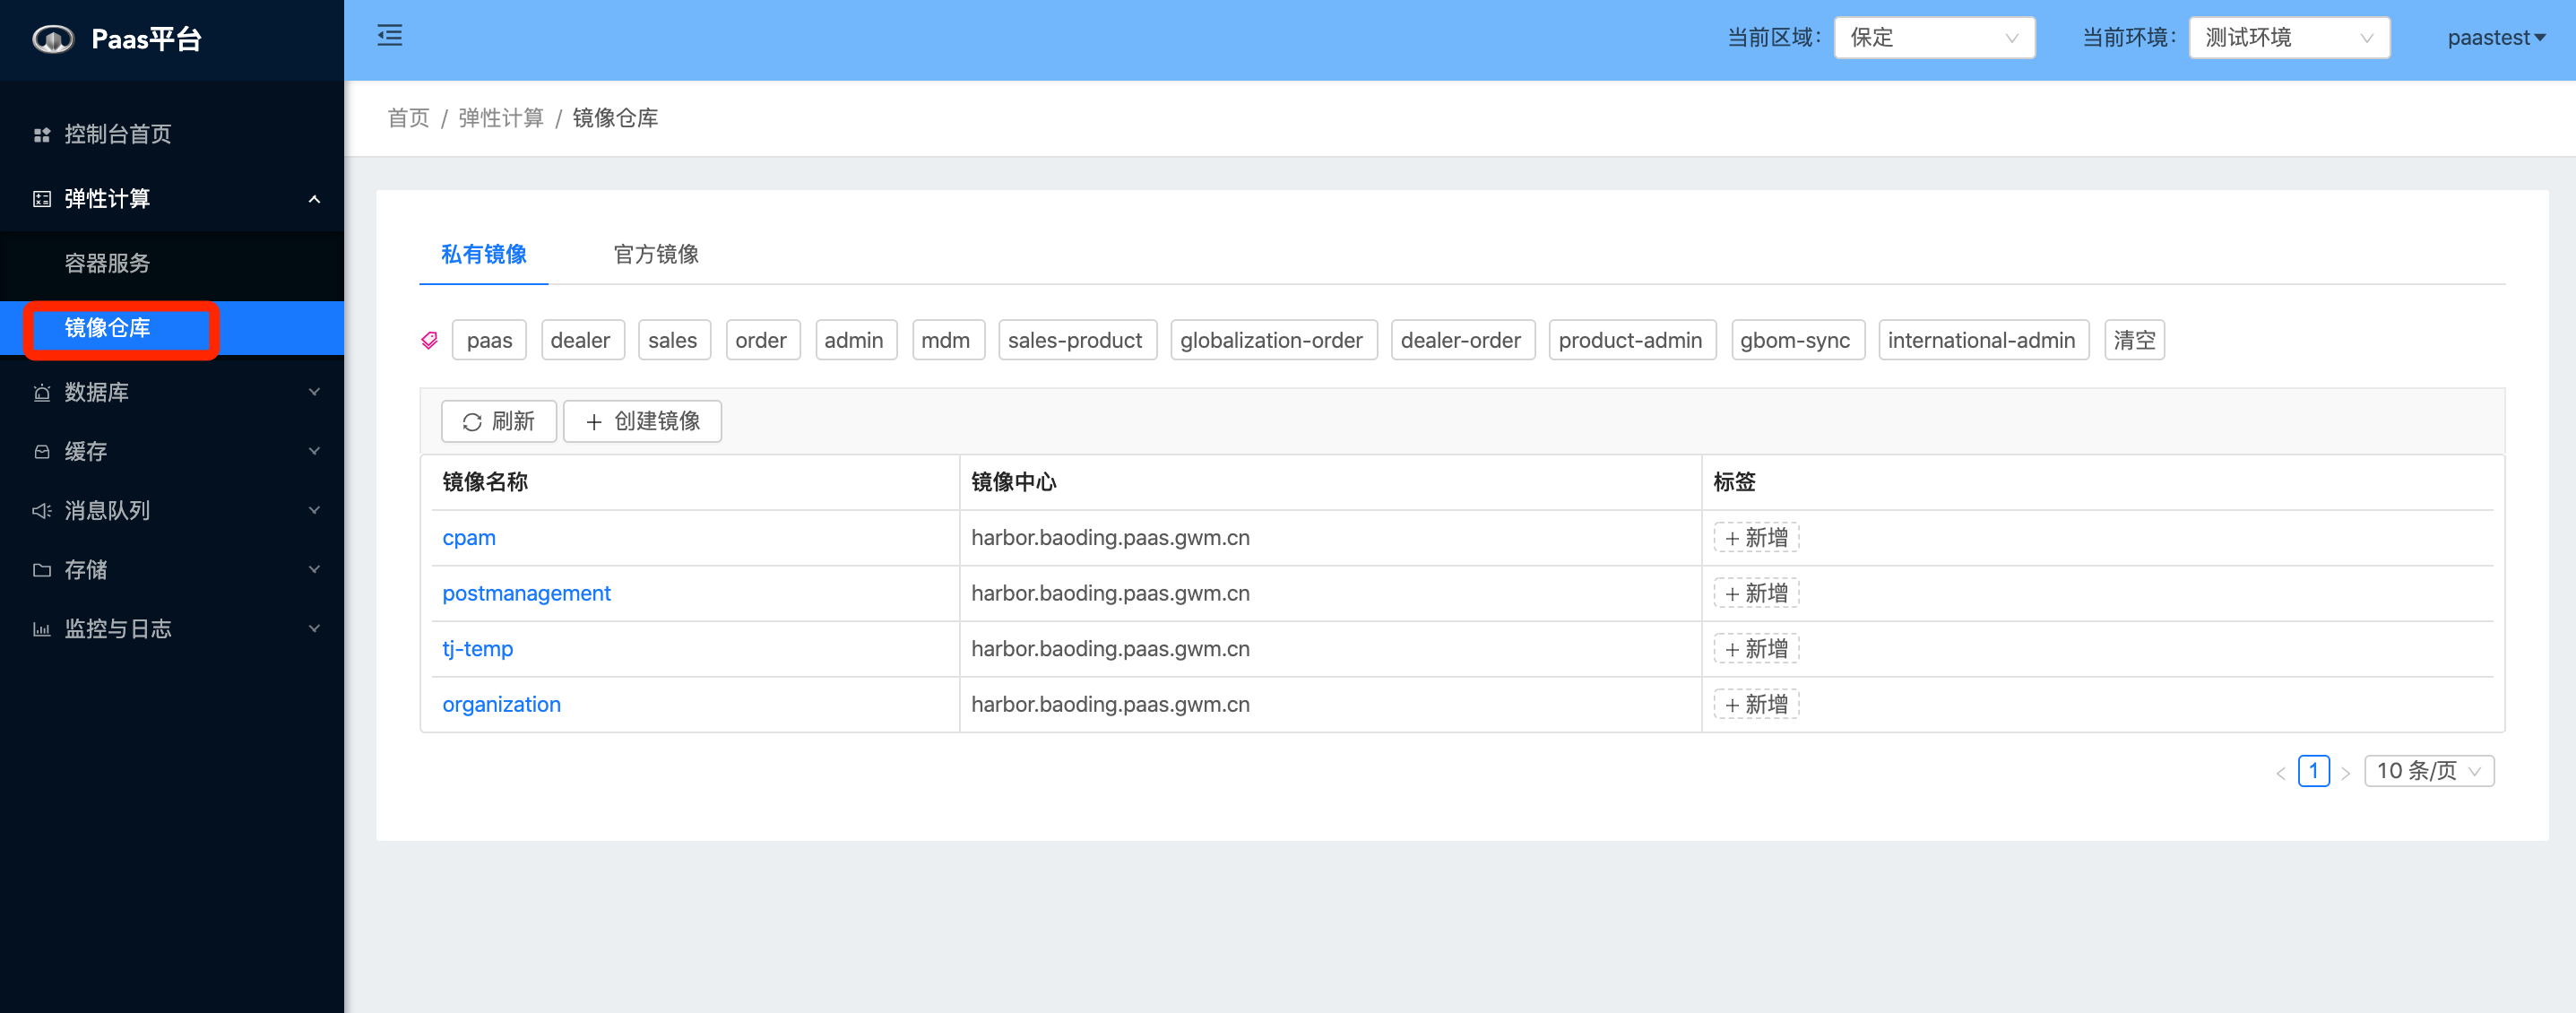 Paas平台
当前区域：
保定
当前环境：
测试环境
paastest
控制台首页
弹性计算
容器服务
镜像仓库
数据库
缓存
消息队列
存储
监控与日志
首页 / 弹性计算 / 镜像仓库
私有镜像
官方镜像
paas
dealer
sales
order
admin
mdm
sales-product
globalization-order
dealer-order
product-admin
gbom-sync
international-admin
清空
刷新
+ 创建镜像
镜像名称
镜像中心
标签
cpam
harbor.baoding.paas.gwm.cn
+ 新增
postmanagement
harbor.baoding.paas.gwm.cn
+ 新增
tj-temp
harbor.baoding.paas.gwm.cn
+ 新增
organization
harbor.baoding.paas.gwm.cn
+ 新增
< 1 >
10 条/页